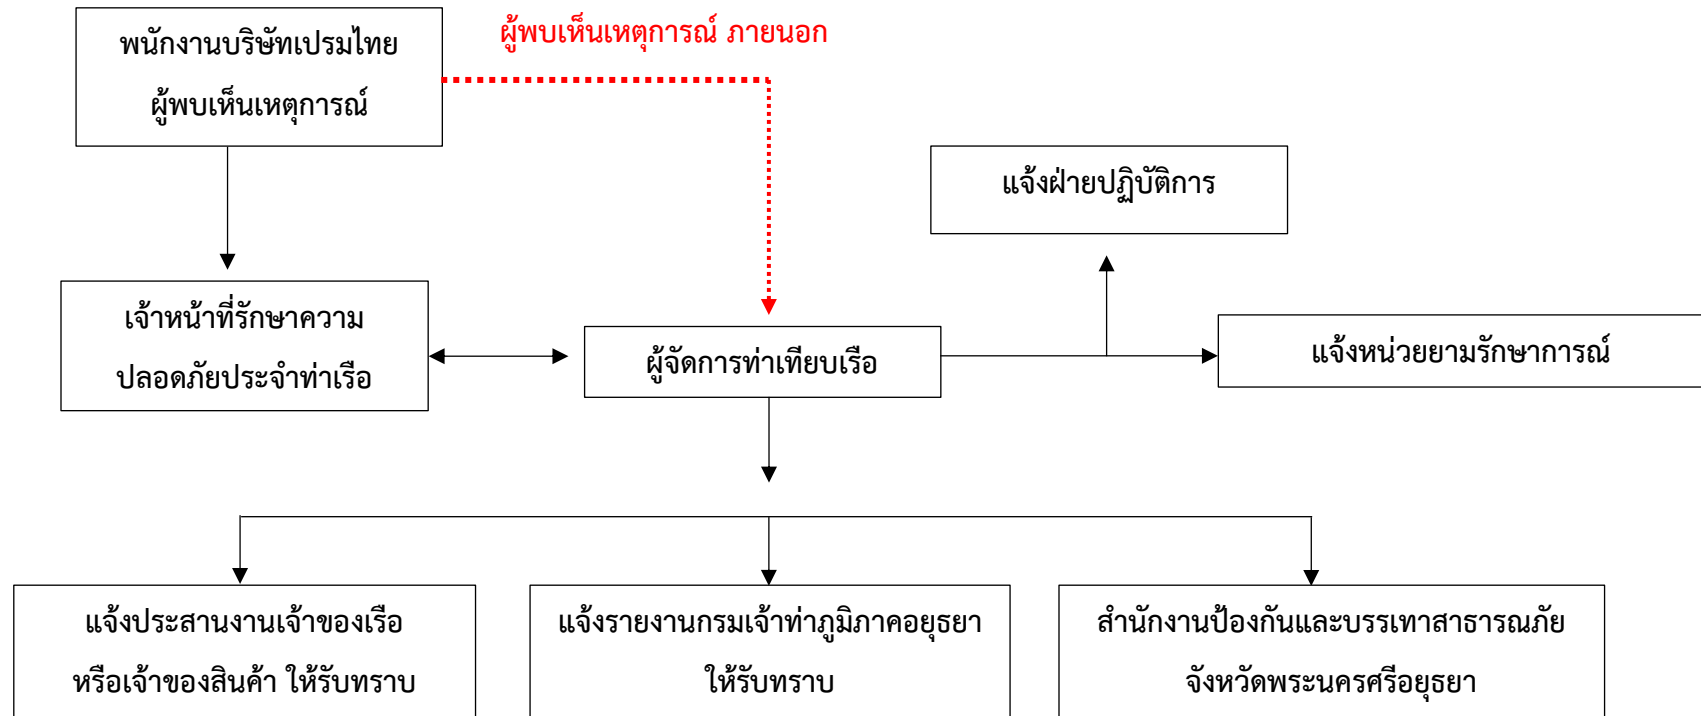 พนักงานบริษัทเปรมไทย
ผู้พบเห็นเหตุการณ์
ผู้พบเห็นเหตุการณ์ ภายนอก
แจ้งฝ่ายปฏิบัติการ
เจ้าหน้าที่รักษาความ
ปลอดภัยประจำท่าเรือ
ผู้จัดการท่าเทียบเรือ
แจ้งหน่วยยามรักษาการณ์
แจ้งประสานงานเจ้าของเรือ
หรือเจ้าของสินค้า ให้รับทราบ
แจ้งรายงานกรมเจ้าท่าภูมิภาคอยุธยา
ให้รับทราบ
สำนักงานป้องกันและบรรเทาสาธารณภัย
จังหวัดพระนครศรีอยุธยา